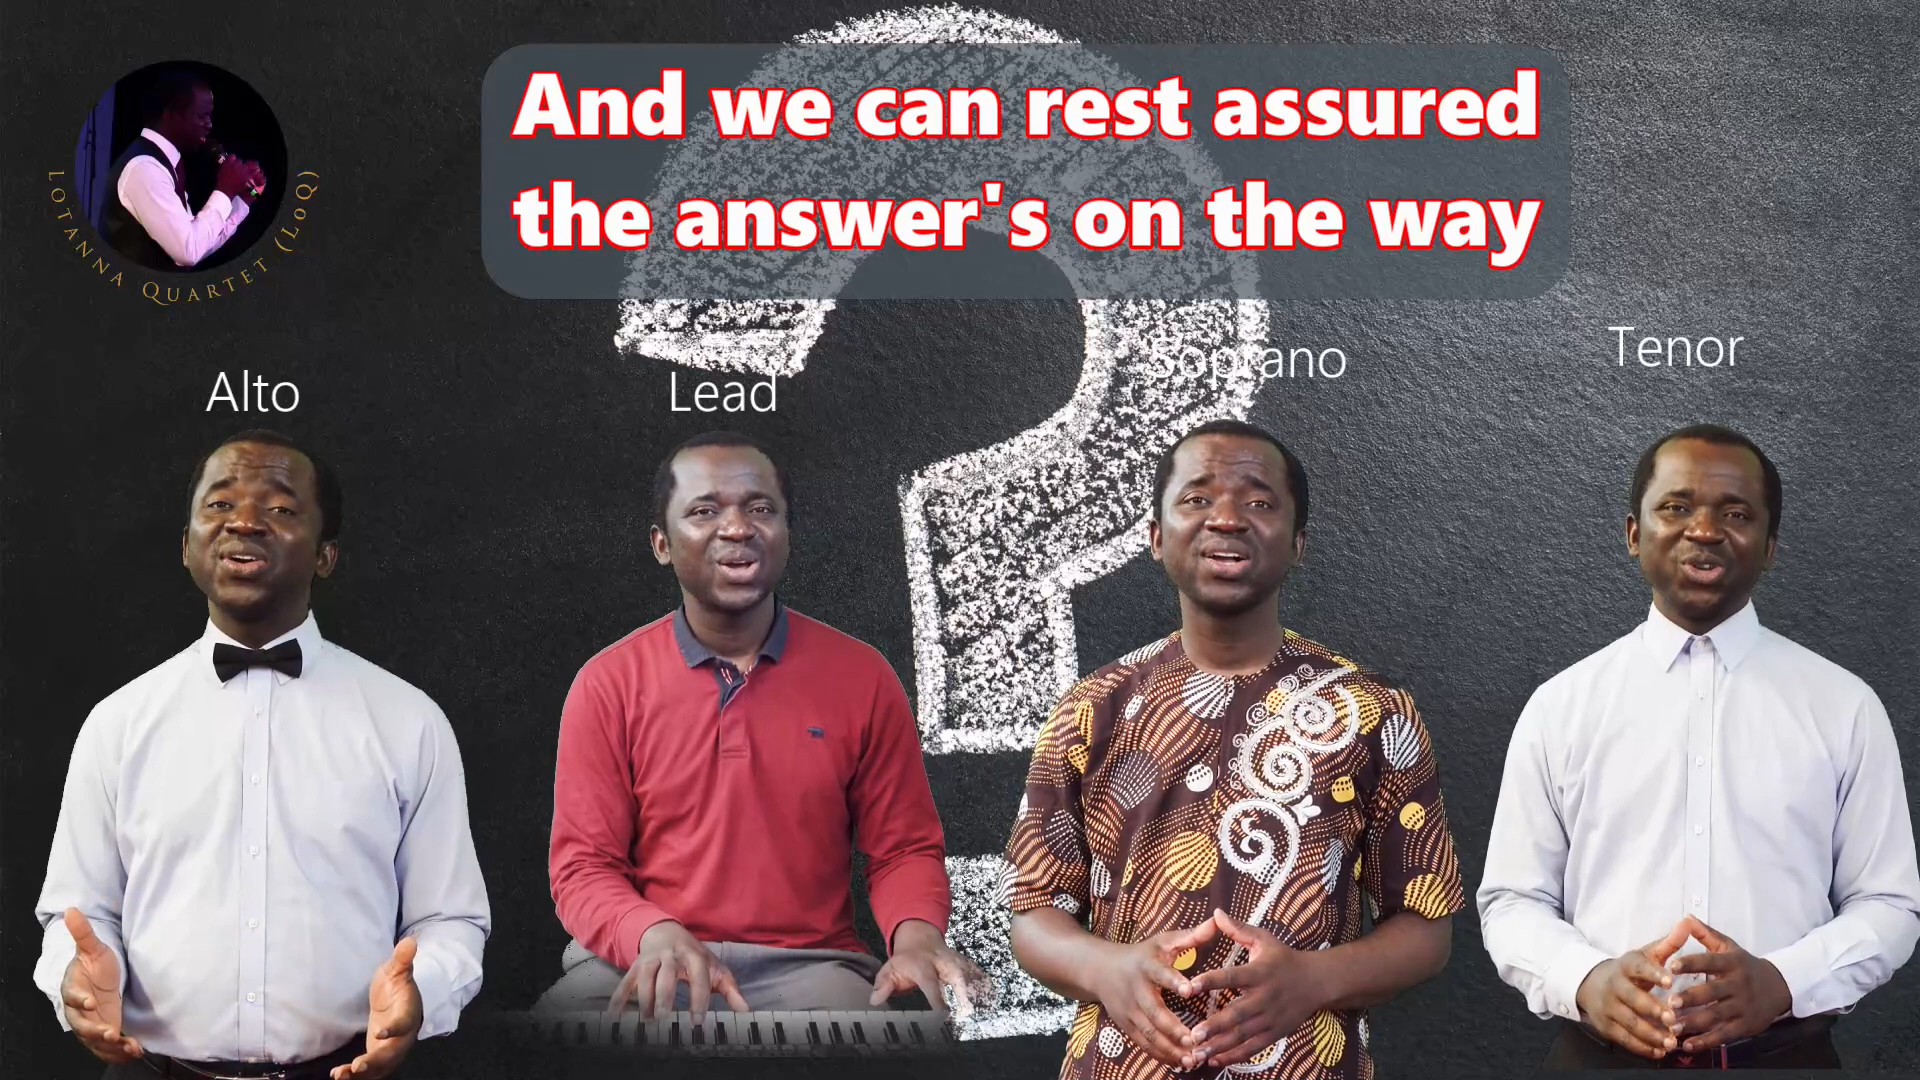 And we can rest assured
the answer's on the way
LOTANNA QUARTET (LOQ)
Alto
Lead
Soprano
Tenor